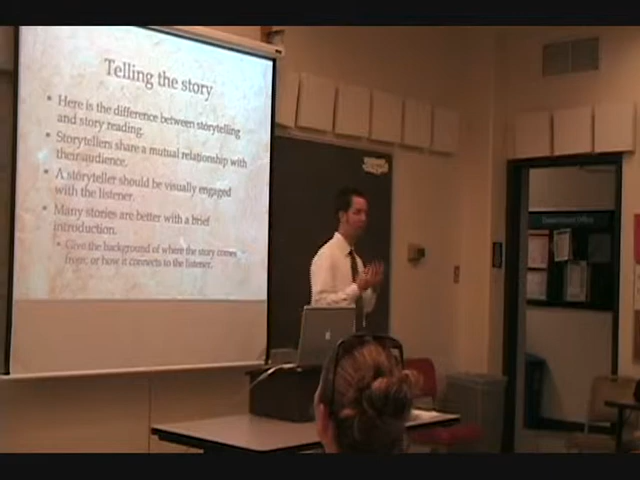 Telling the story
• Here is the difference between storytelling
and story reading.
• Storytellers share a mutual relationship with
their audience.
• A storyteller should be visually engaged
with the listener.
• Many stories are better with a brief
introduction.
• Give the background of where the story comes
from, or how it connects to the listener.